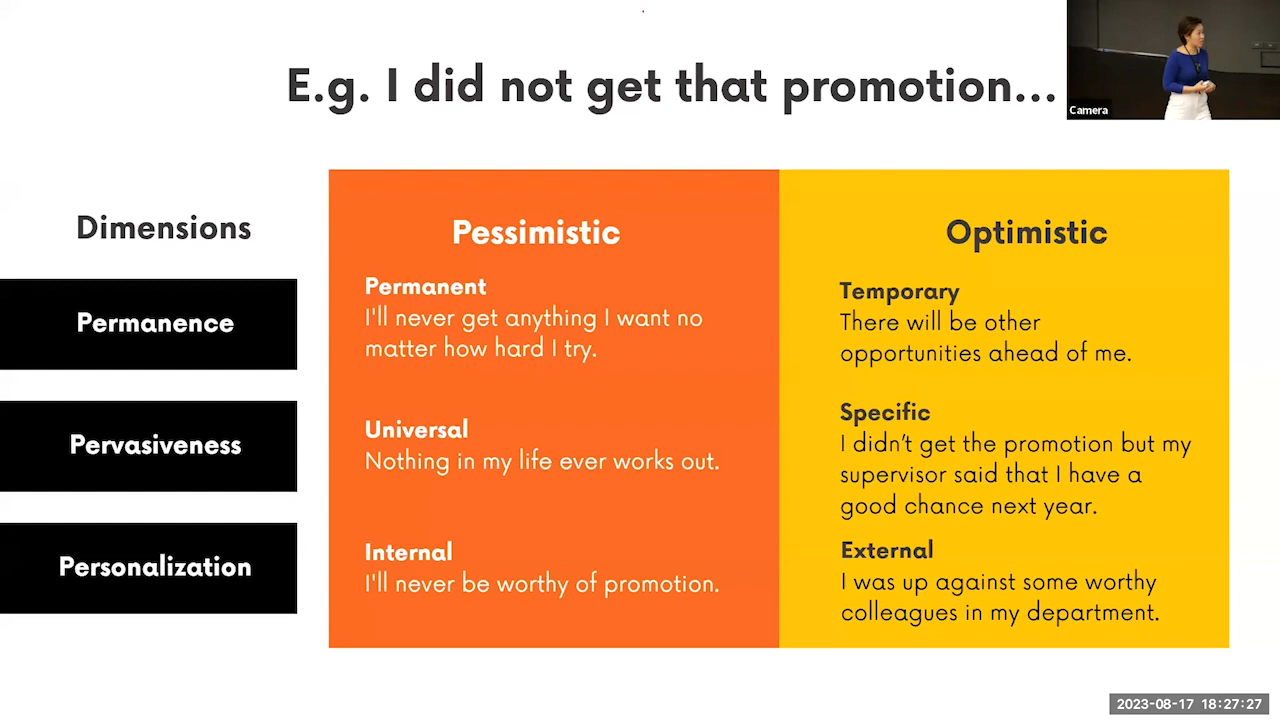 E.g. I did not get that promotion...
Camera
Dimensions
Pessimistic
Optimistic
Permanence
Permanent
I'll never get anything I want no
matter how hard I try.
Temporary
There will be other
opportunities ahead of me.
Pervasiveness
Universal
Nothing in my life ever works out.
Specific
I didn't get the promotion but my
supervisor said that I have a
good chance next year.
Personalization
Internal
I'll never be worthy of promotion.
External
I was up against some worthy
colleagues in my department.
2023-08-17 18:27:27